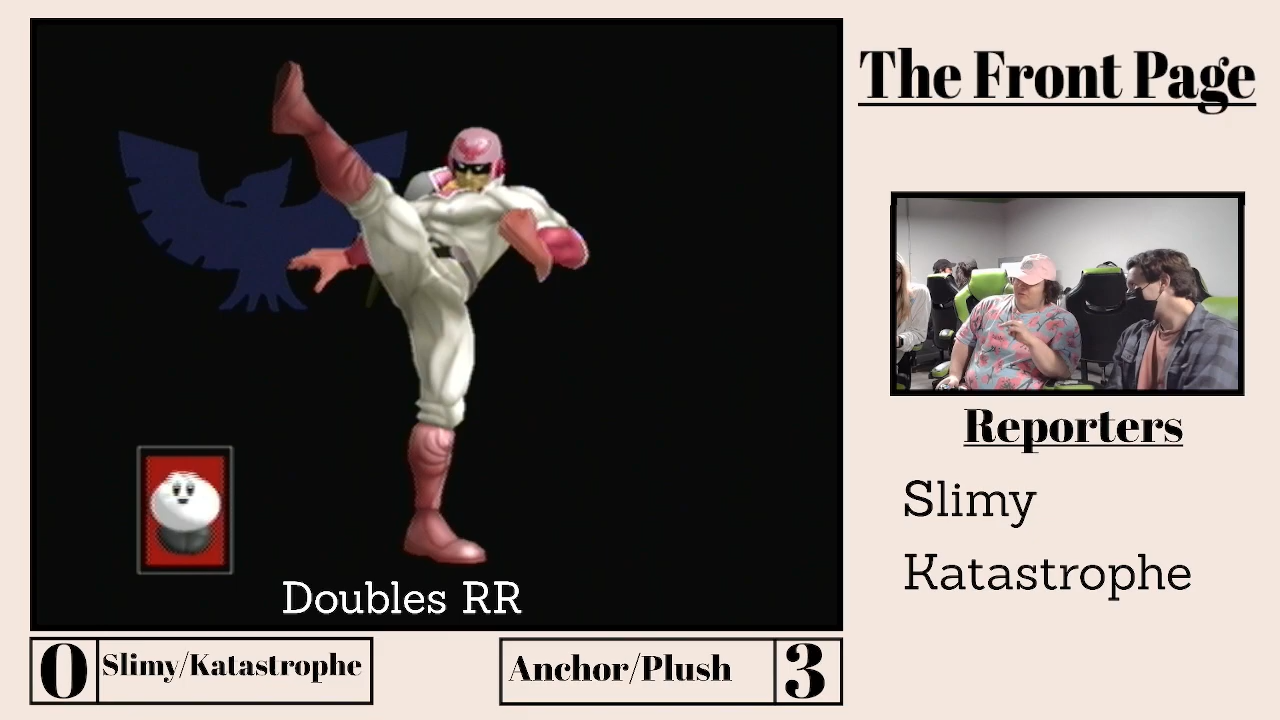 The Front Page
Reporters
Slimy
Katastrophe
Doubles RR
0 Slimy/Katastrophe
Anchor/Plush 3